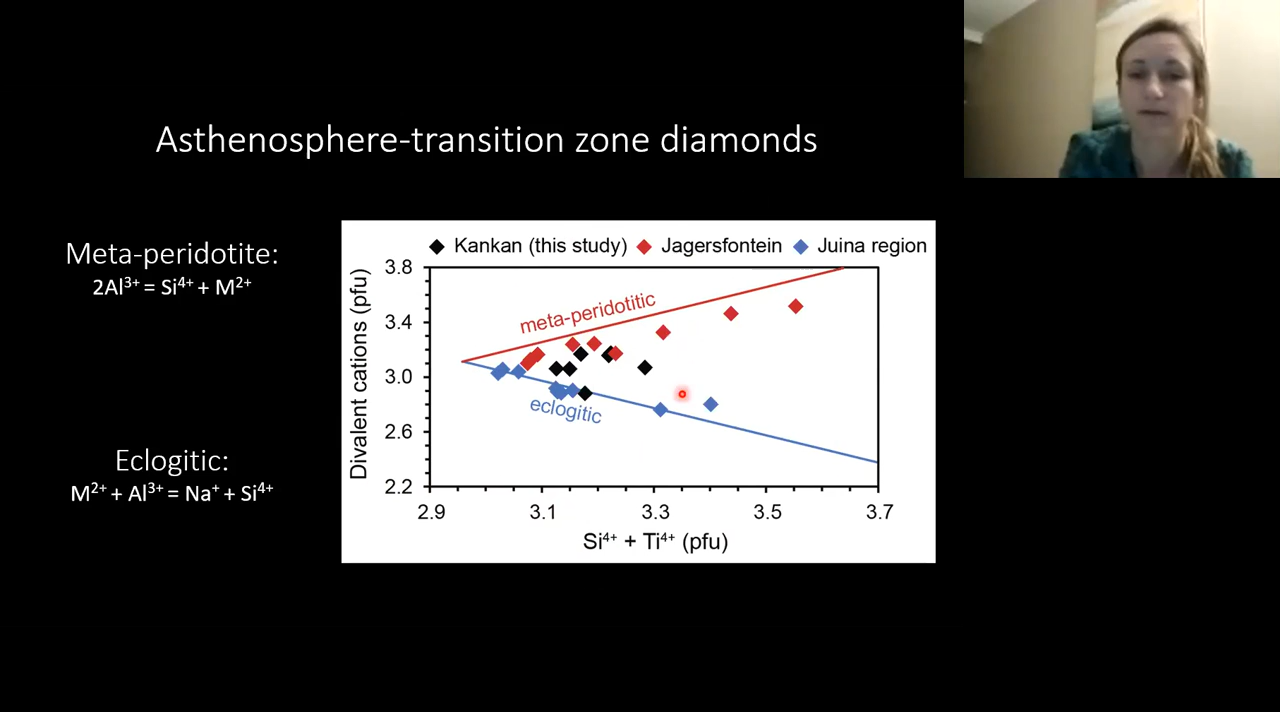 Asthenosphere-transition zone diamonds
Meta-peridotite:
2Al³⁺ = Si⁴⁺ + M²⁺
Eclogitic:
M²⁺ + Al³⁺ = Na⁺ + Si⁴⁺
Kankan (this study) Jagersfontein Juina region
Divalent cations (pfu)
3.8
3.4
3.0
2.6
2.2
meta-peridotitic
eclogitic
2.9 3.1 3.3 3.5 3.7
Si⁴⁺ + Ti⁴⁺ (pfu)